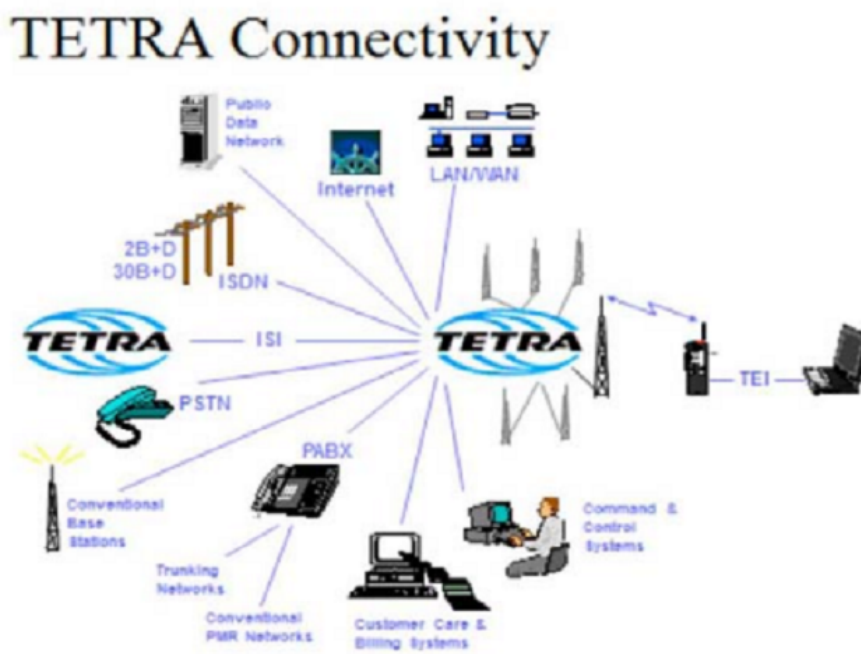 TETRA Connectivity
Public
Data
Network
Internet
LAN/WAN
2B+D
30B+D
ISDN
TETRA
ISI
TETRA
TEI
PSTN
PABX
Conventional
Base
Stations
Trunking
Networks
Conventional
PMR Networks
Customer Care &
Billing Systems
Command &
Control
Systems